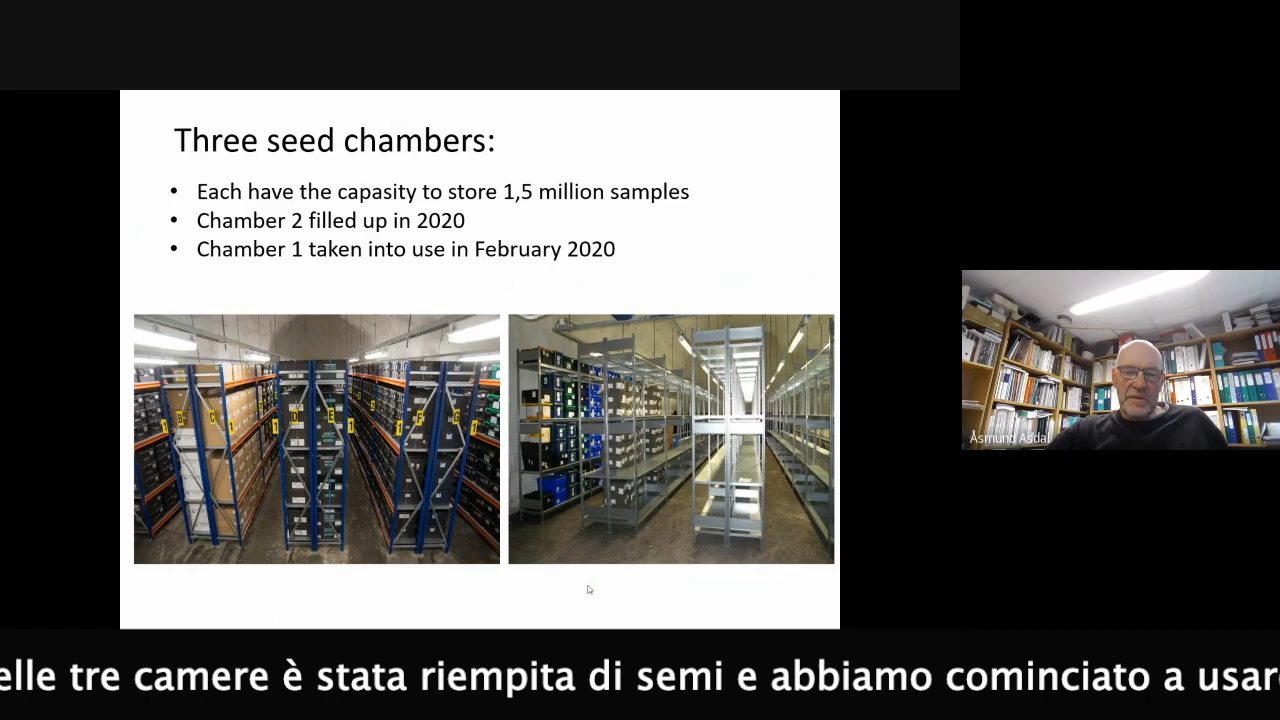 Three seed chambers:
• Each have the capasity to store 1,5 million samples
• Chamber 2 filled up in 2020
• Chamber 1 taken into use in February 2020
C
D
E
F
G
Åsmund Asdal
elle tre camere è stata riempita di semi e abbiamo cominciato a usar